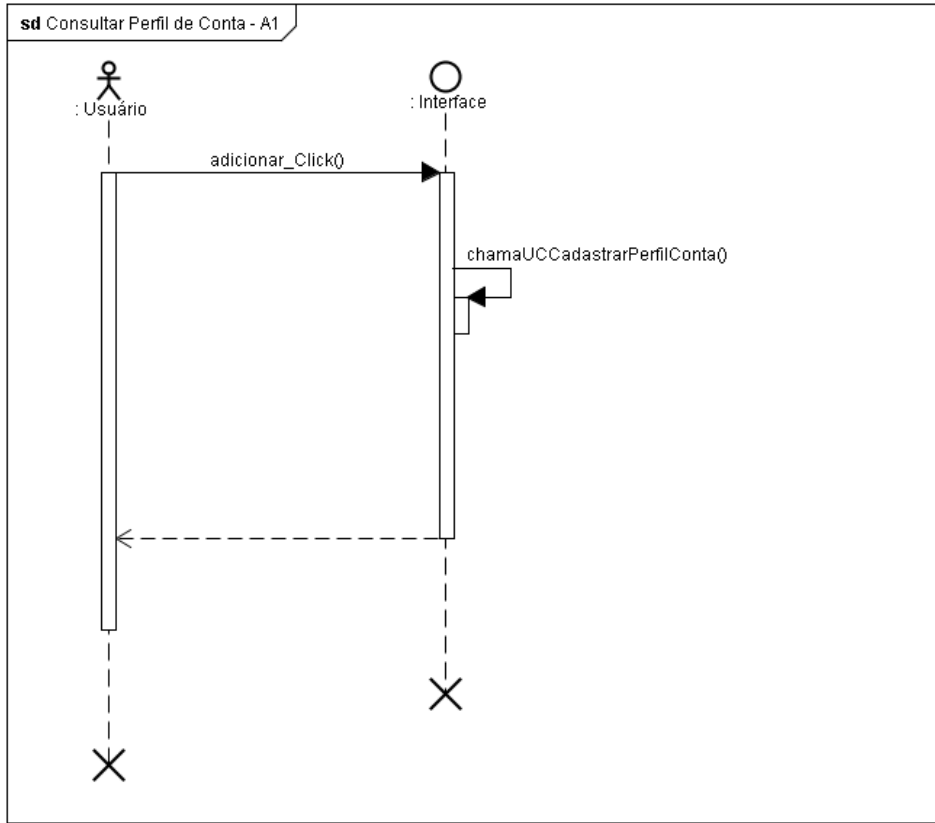 sd Consultar Perfil de Conta - A1
: Usuário
: Interface
adicionar_Click()
chamaUCCadastrarPerfilConta()